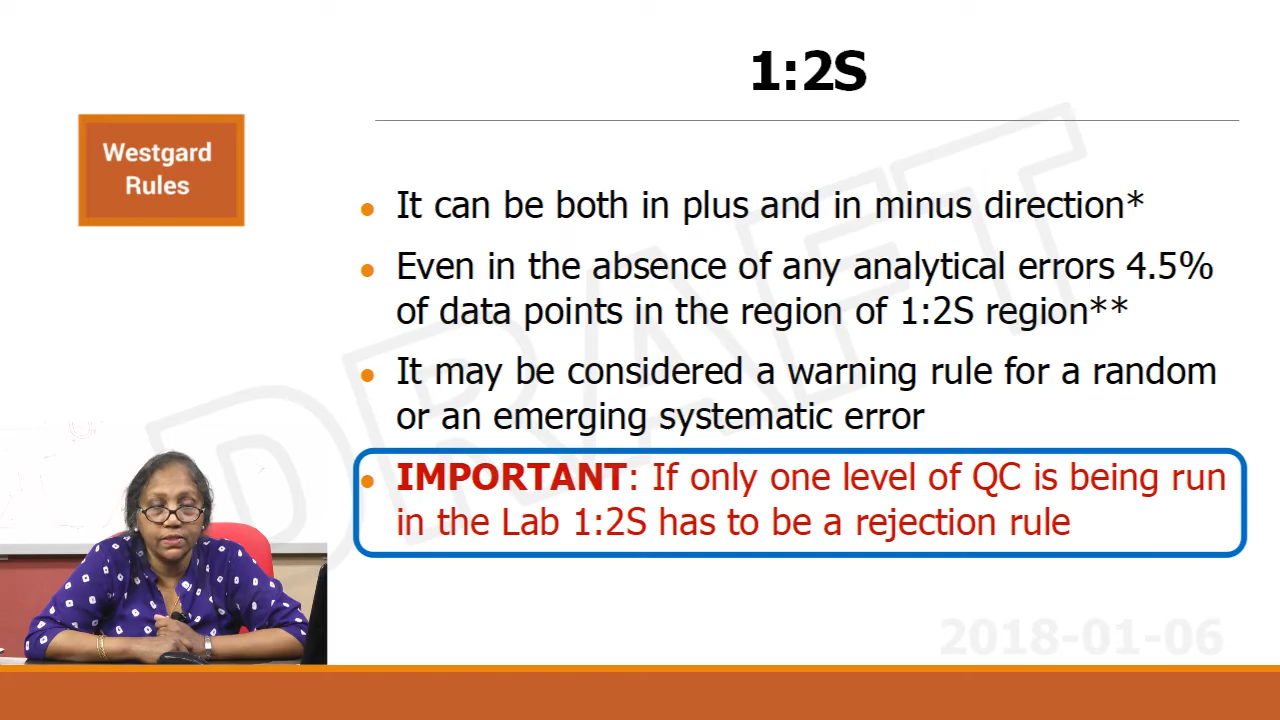 1:2S
Westgard
Rules
It can be both in plus and in minus direction*
Even in the absence of any analytical errors 4.5%
of data points in the region of 1:2S region**
It may be considered a warning rule for a random
or an emerging systematic error
IMPORTANT: If only one level of QC is being run
in the Lab 1:2S has to be a rejection rule
DRAFT
2018-01-06